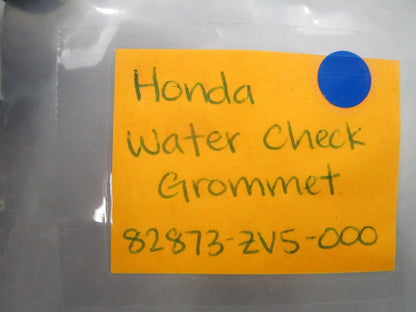 Honda
Water Check
Grommet
82873-ZV5-000